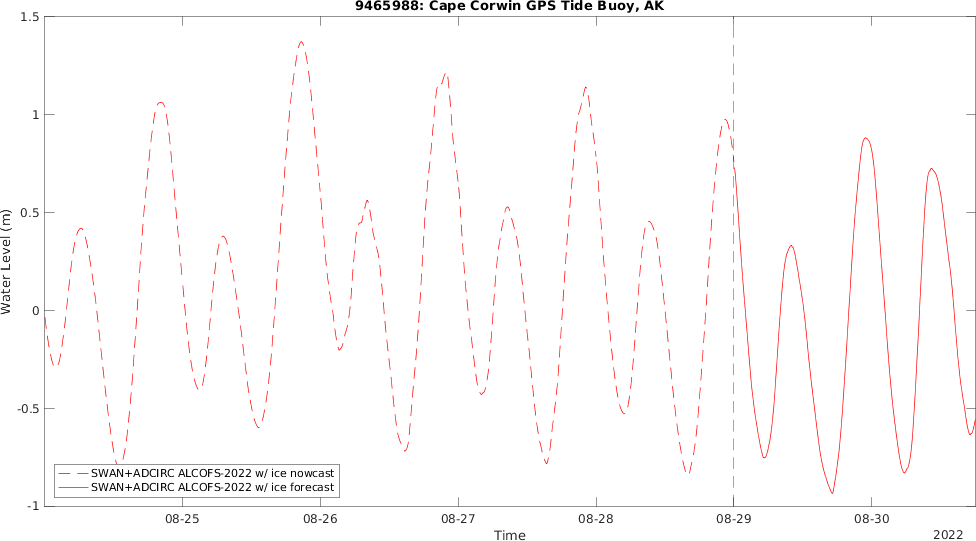 9465988: Cape Corwin GPS Tide Buoy, AK
1.5
1
0.5
0
-0.5
-1
Water Level (m)
SWAN+ADCIRC ALCOFS-2022 w/ ice nowcast
SWAN+ADCIRC ALCOFS-2022 w/ ice forecast
08-25 08-26 08-27 08-28 08-29 08-30
Time
2022